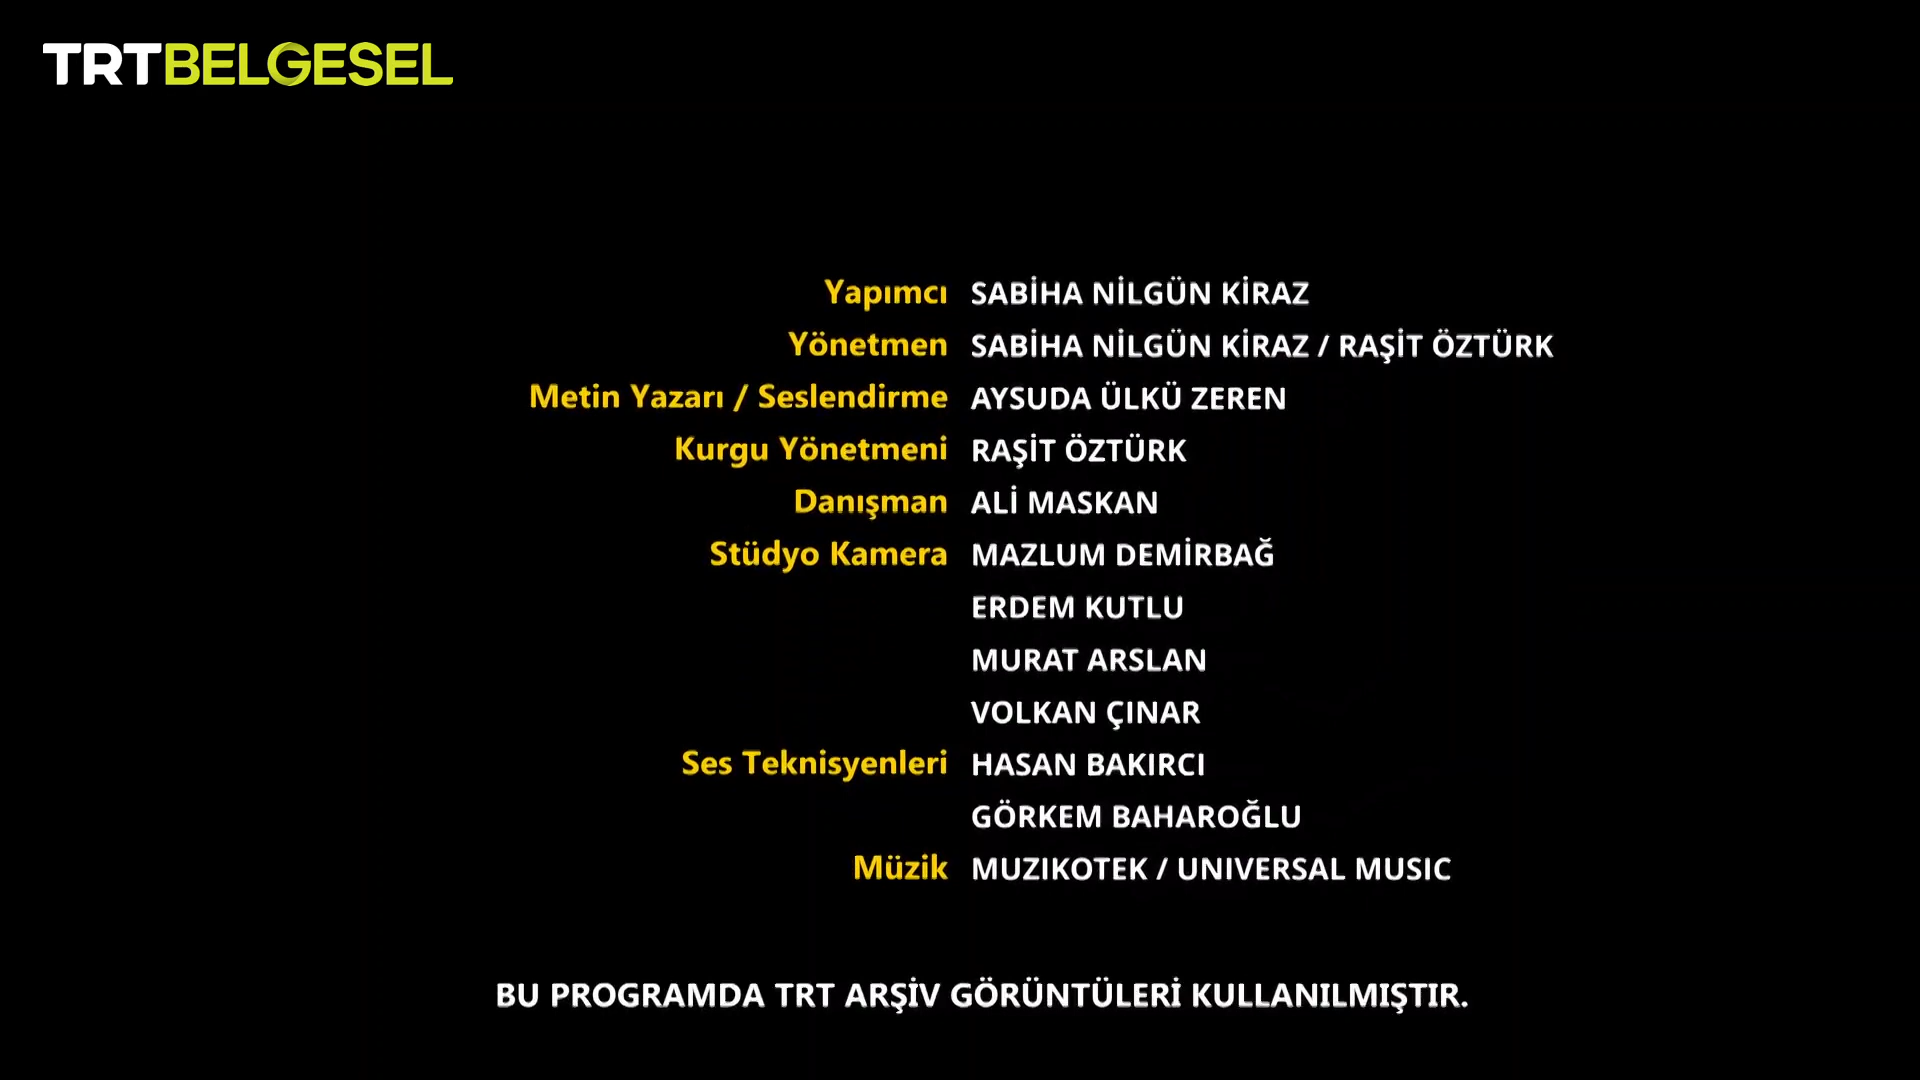 TRTBELGESEL
Yapımcı SABİHA NİLGÜN KİRAZ
Yönetmen SABİHA NİLGÜN KİRAZ / RAŞİT ÖZTÜRK
Metin Yazarı / Seslendirme AYSUDA ÜLKÜ ZEREN
Kurgu Yönetmeni RAŞİT ÖZTÜRK
Danışman ALİ MASKAN
Stüdyo Kamera MAZLUM DEMİRBAĞ
ERDEM KUTLU
MURAT ARSLAN
VOLKAN ÇINAR
Ses Teknisyenleri HASAN BAKIRCI
GÖRKEM BAHAROĞLU
Müzik MUZIKOTEK / UNIVERSAL MUSIC
BU PROGRAMDA TRT ARŞİV GÖRÜNTÜLERİ KULLANILMIŞTIR.